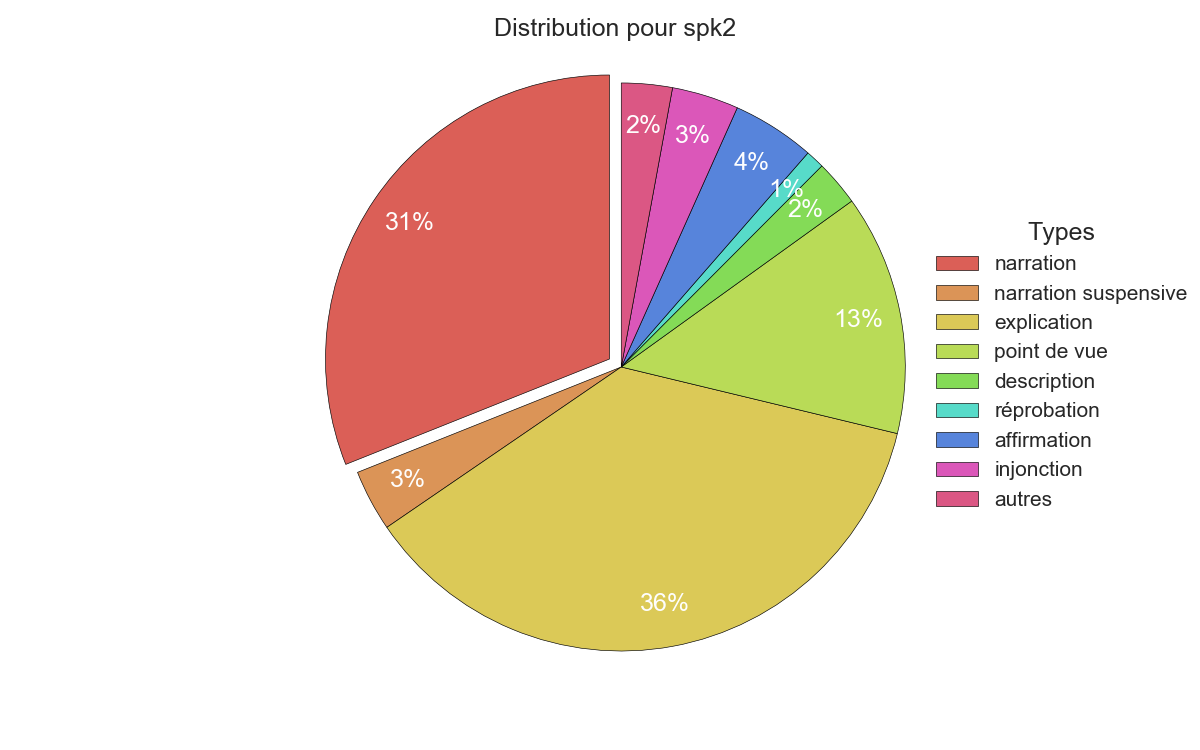 Distribution pour spk2
2%
3%
4%
1%
2%
31%
13%
3%
36%
Types
narration
narration suspensive
explication
point de vue
description
réprobation
affirmation
injonction
autres